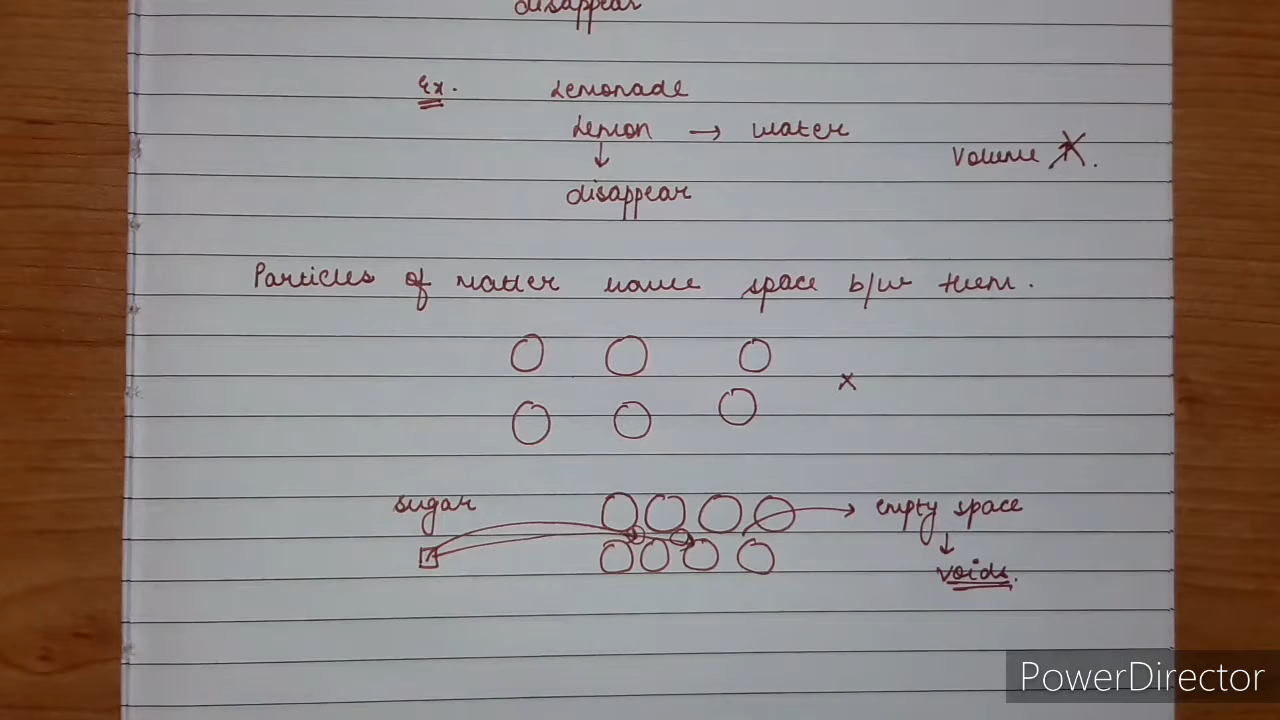 disappear
Ex. Lemonade
Lemon → water
Volume X.
↓
disappear
Particles of matter have space b/w them.
x
sugar → empty space
↓
voids.
PowerDirector